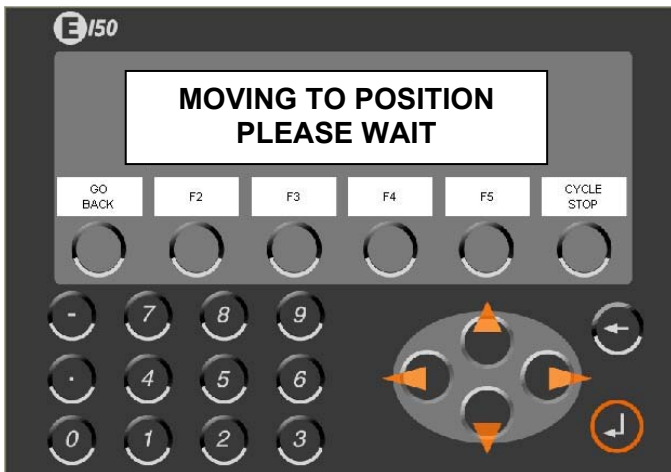 E150
MOVING TO POSITION
PLEASE WAIT
GO
BACK
F2
F3
F4
F5
CYCLE
STOP
- 7 8 9
. 4 5 6
0 1 2 3